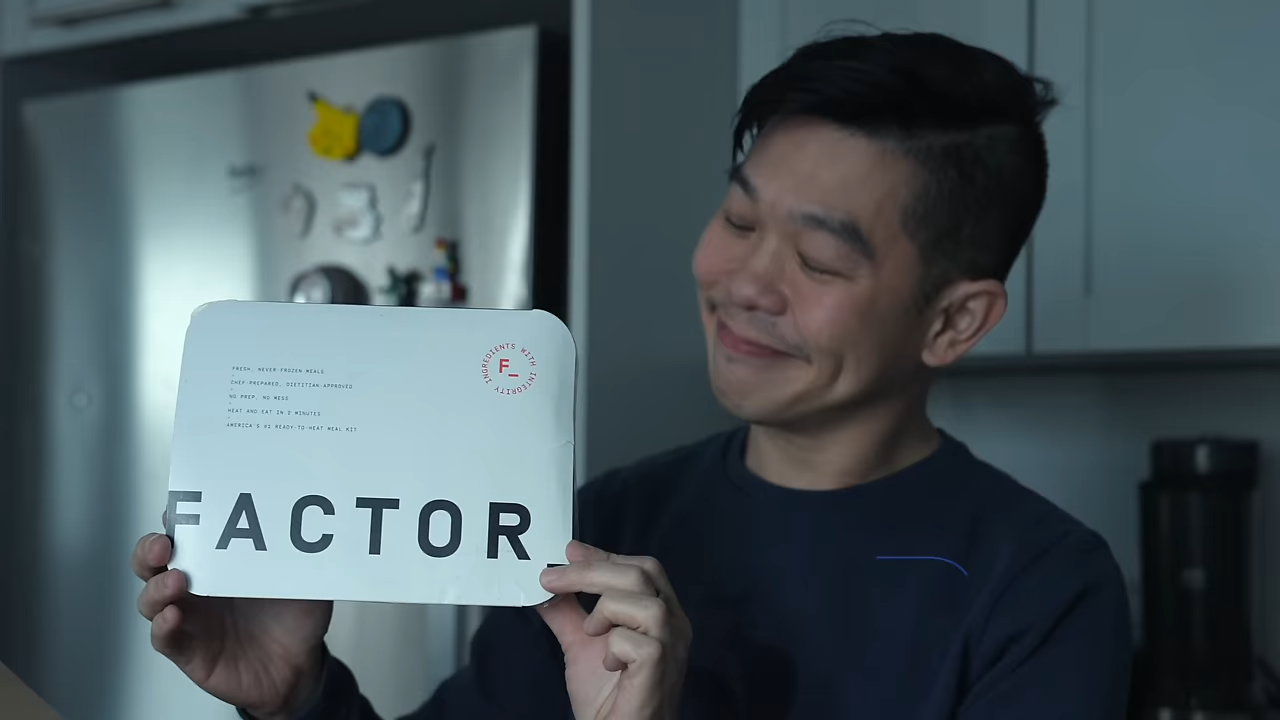 FRESH, NEVER FROZEN MEALS
CHEF-PREPARED, DIETITIAN-APPROVED
NO PREP, NO MESS
HEAT AND EAT IN 2 MINUTES
AMERICA'S #1 READY-TO-HEAT MEAL KIT
INGREDIENTS WITH INTEGRITY
F_
FACTOR_